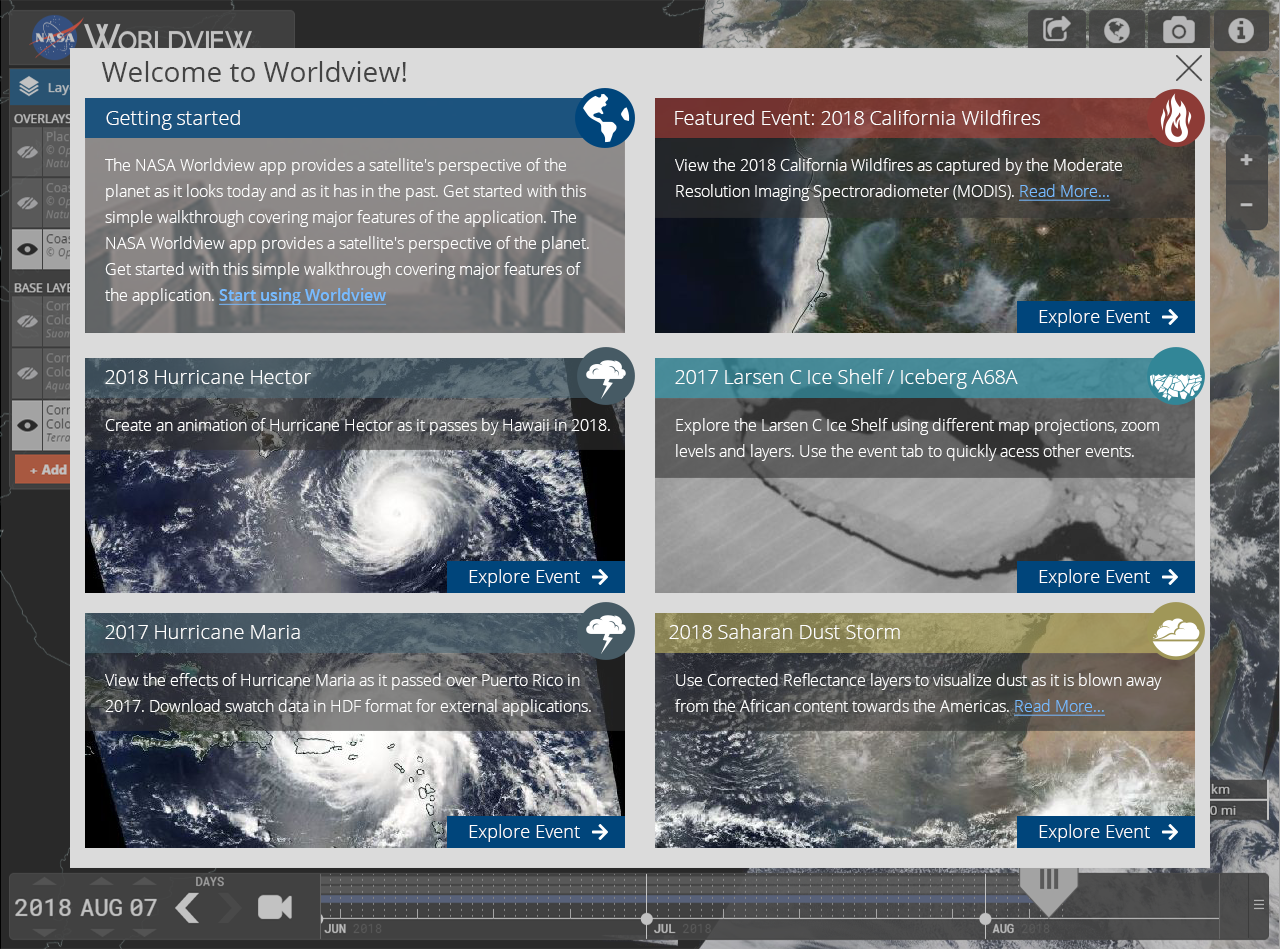 NASA WORLDVIEW
Welcome to Worldview!
Getting started
The NASA Worldview app provides a satellite's perspective of the
planet as it looks today and as it has in the past. Get started with this
simple walkthrough covering major features of the application. The
NASA Worldview app provides a satellite's perspective of the planet.
Get started with this simple walkthrough covering major features of
the application. Start using Worldview
Featured Event: 2018 California Wildfires
View the 2018 California Wildfires as captured by the Moderate
Resolution Imaging Spectroradiometer (MODIS). Read More...
Explore Event
2018 Hurricane Hector
Create an animation of Hurricane Hector as it passes by Hawaii in 2018.
Explore Event
2017 Larsen C Ice Shelf / Iceberg A68A
Explore the Larsen C Ice Shelf using different map projections, zoom
levels and layers. Use the event tab to quickly acess other events.
Explore Event
2017 Hurricane Maria
View the effects of Hurricane Maria as it passed over Puerto Rico in
2017. Download swatch data in HDF format for external applications.
Explore Event
2018 Saharan Dust Storm
Use Corrected Reflectance layers to visualize dust as it is blown away
from the African content towards the Americas. Read More...
Explore Event
Lay
OVERLAYS
Plac
© Op
Natu
Coas
© Op
Natu
Coas
© Op
BASE LAYE
Corr
Colo
Suom
Corr
Colo
Aqua
Corr
Colo
Terra
+ Add
+
−
km
0 mi
DAYS
2018 AUG 07
JUN 2018
JUL 2018
AUG 2018